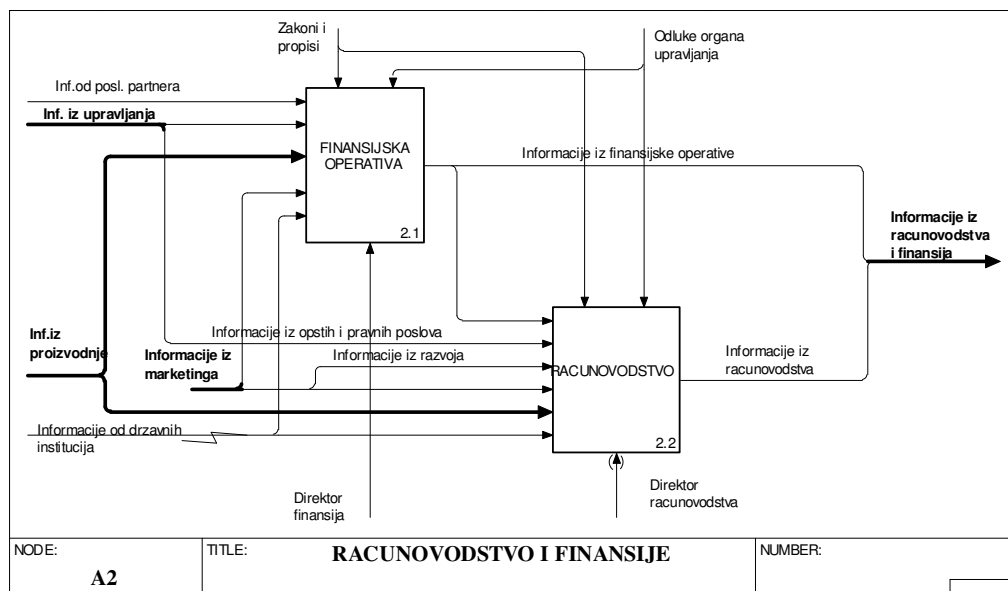 Zakoni i
propisi
Odluke organa
upravljanja
Inf.od posl. partnera
Inf. iz upravljanja
FINANSIJSKA
OPERATIVA
2.1
Informacije iz finansijske operative
Informacije iz
racunovodstva
i finansija
Inf.iz
proizvodnje
Informacije iz opstih i pravnih poslova
Informacije iz
marketinga
Informacije iz razvoja
RACUNOVODSTVO
2.2
Informacije iz
racunovodstva
Informacije od drzavnih
institucija
Direktor
finansija
Direktor
racunovodstva
NODE:
A2
TITLE:
RACUNOVODSTVO I FINANSIJE
NUMBER: